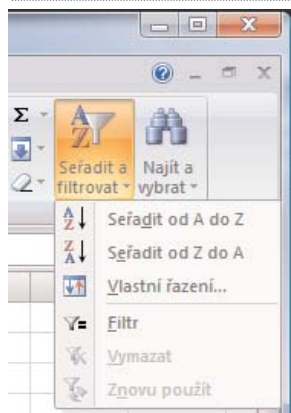 Σ
Seřadit a
filtrovat
Najít a
vybrat
Seřadit od A do Z
Seřadit od Z do A
Vlastní řazení...
Filtr
Vymazat
Znovu použít